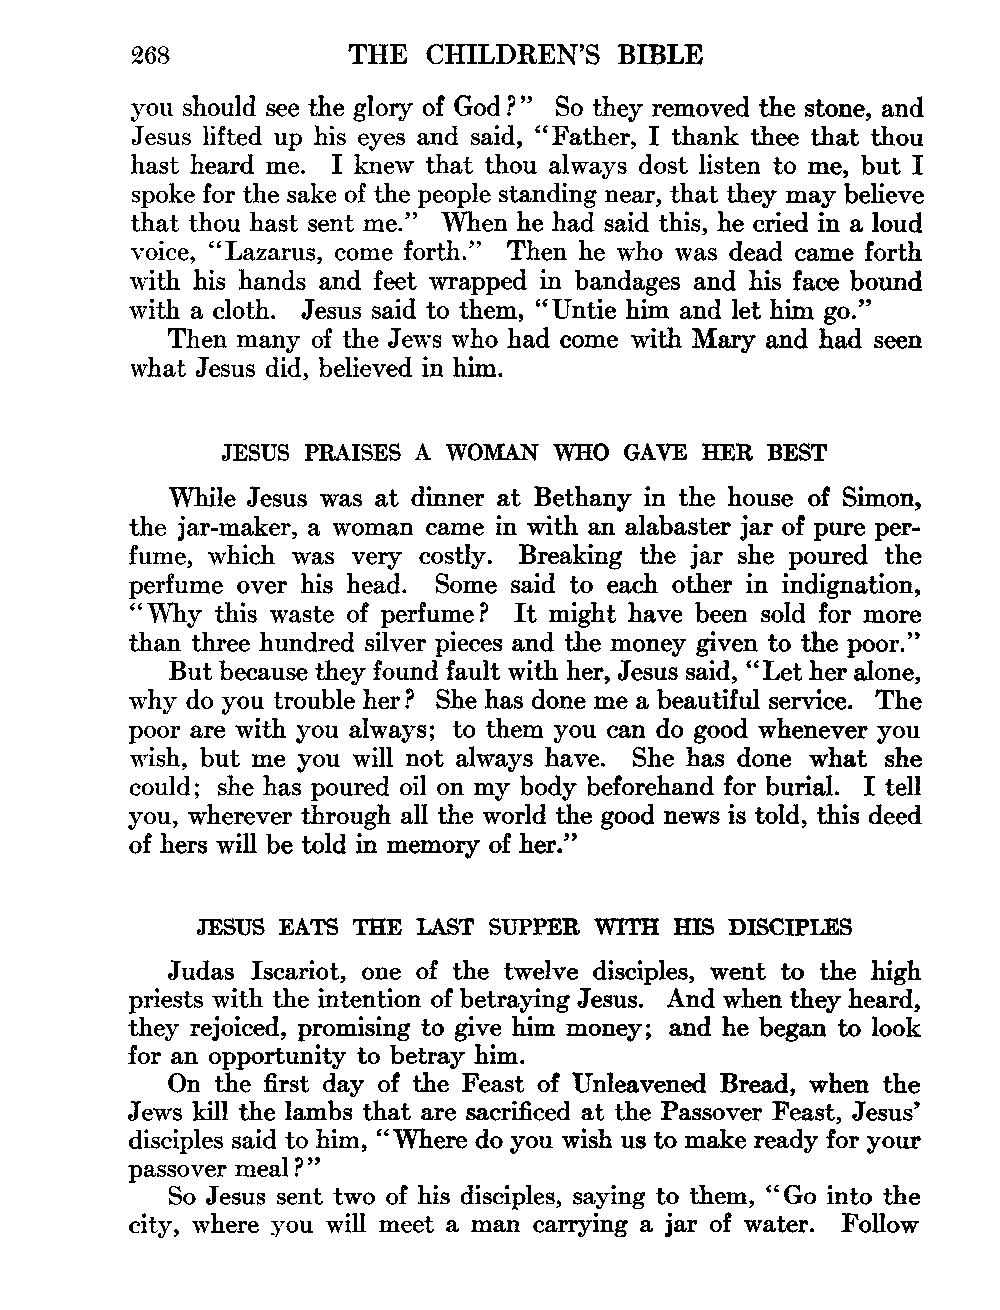 268 THE CHILDREN'S BIBLE
you should see the glory of God?" So they removed the stone, and
Jesus lifted up his eyes and said, "Father, I thank thee that thou
hast heard me. I knew that thou always dost listen to me, but I
spoke for the sake of the people standing near, that they may believe
that thou hast sent me." When he had said this, he cried in a loud
voice, "Lazarus, come forth." Then he who was dead came forth
with his hands and feet wrapped in bandages and his face bound
with a cloth. Jesus said to them, "Untie him and let him go."
Then many of the Jews who had come with Mary and had seen
what Jesus did, believed in him.
JESUS PRAISES A WOMAN WHO GAVE HER BEST
While Jesus was at dinner at Bethany in the house of Simon,
the jar-maker, a woman came in with an alabaster jar of pure per-
fume, which was very costly. Breaking the jar she poured the
perfume over his head. Some said to each other in indignation,
"Why this waste of perfume? It might have been sold for more
than three hundred silver pieces and the money given to the poor."
But because they found fault with her, Jesus said, "Let her alone,
why do you trouble her? She has done me a beautiful service. The
poor are with you always; to them you can do good whenever you
wish, but me you will not always have. She has done what she
could; she has poured oil on my body beforehand for burial. I tell
you, wherever through all the world the good news is told, this deed
of hers will be told in memory of her."
JESUS EATS THE LAST SUPPER WITH HIS DISCIPLES
Judas Iscariot, one of the twelve disciples, went to the high
priests with the intention of betraying Jesus. And when they heard,
they rejoiced, promising to give him money; and he began to look
for an opportunity to betray him.
On the first day of the Feast of Unleavened Bread, when the
Jews kill the lambs that are sacrificed at the Passover Feast, Jesus'
disciples said to him, "Where do you wish us to make ready for your
passover meal?"
So Jesus sent two of his disciples, saying to them, "Go into the
city, where you will meet a man carrying a jar of water. Follow